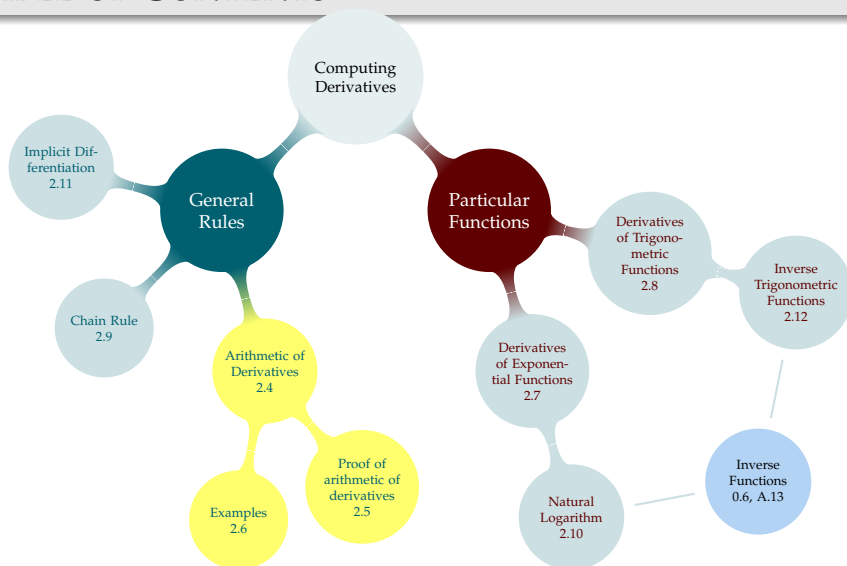 Computing
Derivatives
Implicit Dif-
ferentiation
2.11
General
Rules
Particular
Functions
Derivatives
of Trigono-
metric
Functions
2.8
Inverse
Trigonometric
Functions
2.12
Chain Rule
2.9
Arithmetic of
Derivatives
2.4
Derivatives
of Exponen-
tial Functions
2.7
Proof of
arithmetic of
derivatives
2.5
Examples
2.6
Natural
Logarithm
2.10
Inverse
Functions
0.6, A.13